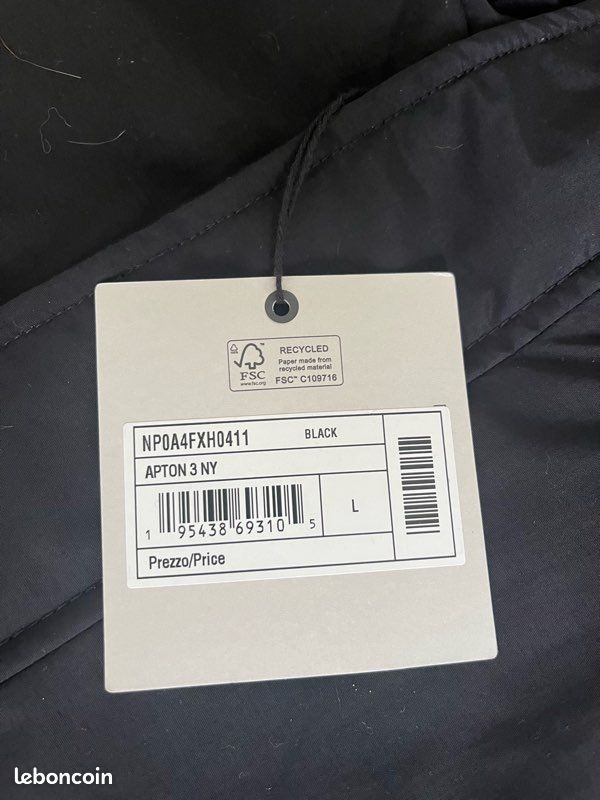 FSC
www.fsc.org
RECYCLED
Paper made from
recycled material
FSC™ C109716
NP0A4FXH0411 BLACK
APTON 3 NY
1 95438 69310 5
L
Prezzo/Price
leboncoin